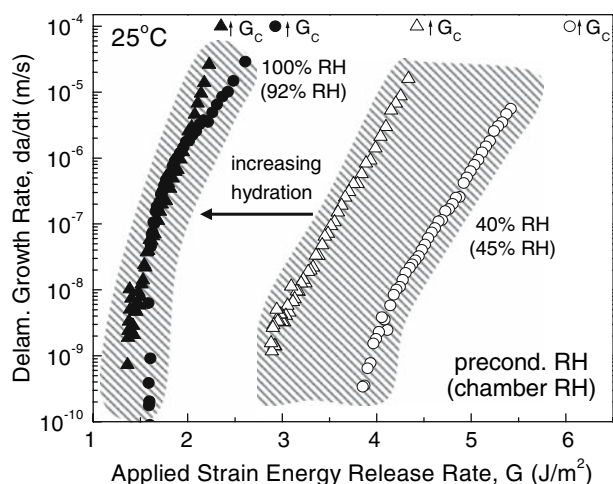 25°C
▲↑G_C ●↑G_C △↑G_C ○↑G_C
100% RH
(92% RH)
increasing
hydration
40% RH
(45% RH)
precond. RH
(chamber RH)
Delam. Growth Rate, da/dt (m/s)
10⁻⁴
10⁻⁵
10⁻⁶
10⁻⁷
10⁻⁸
10⁻⁹
10⁻¹⁰
1 2 3 4 5 6
Applied Strain Energy Release Rate, G (J/m²)